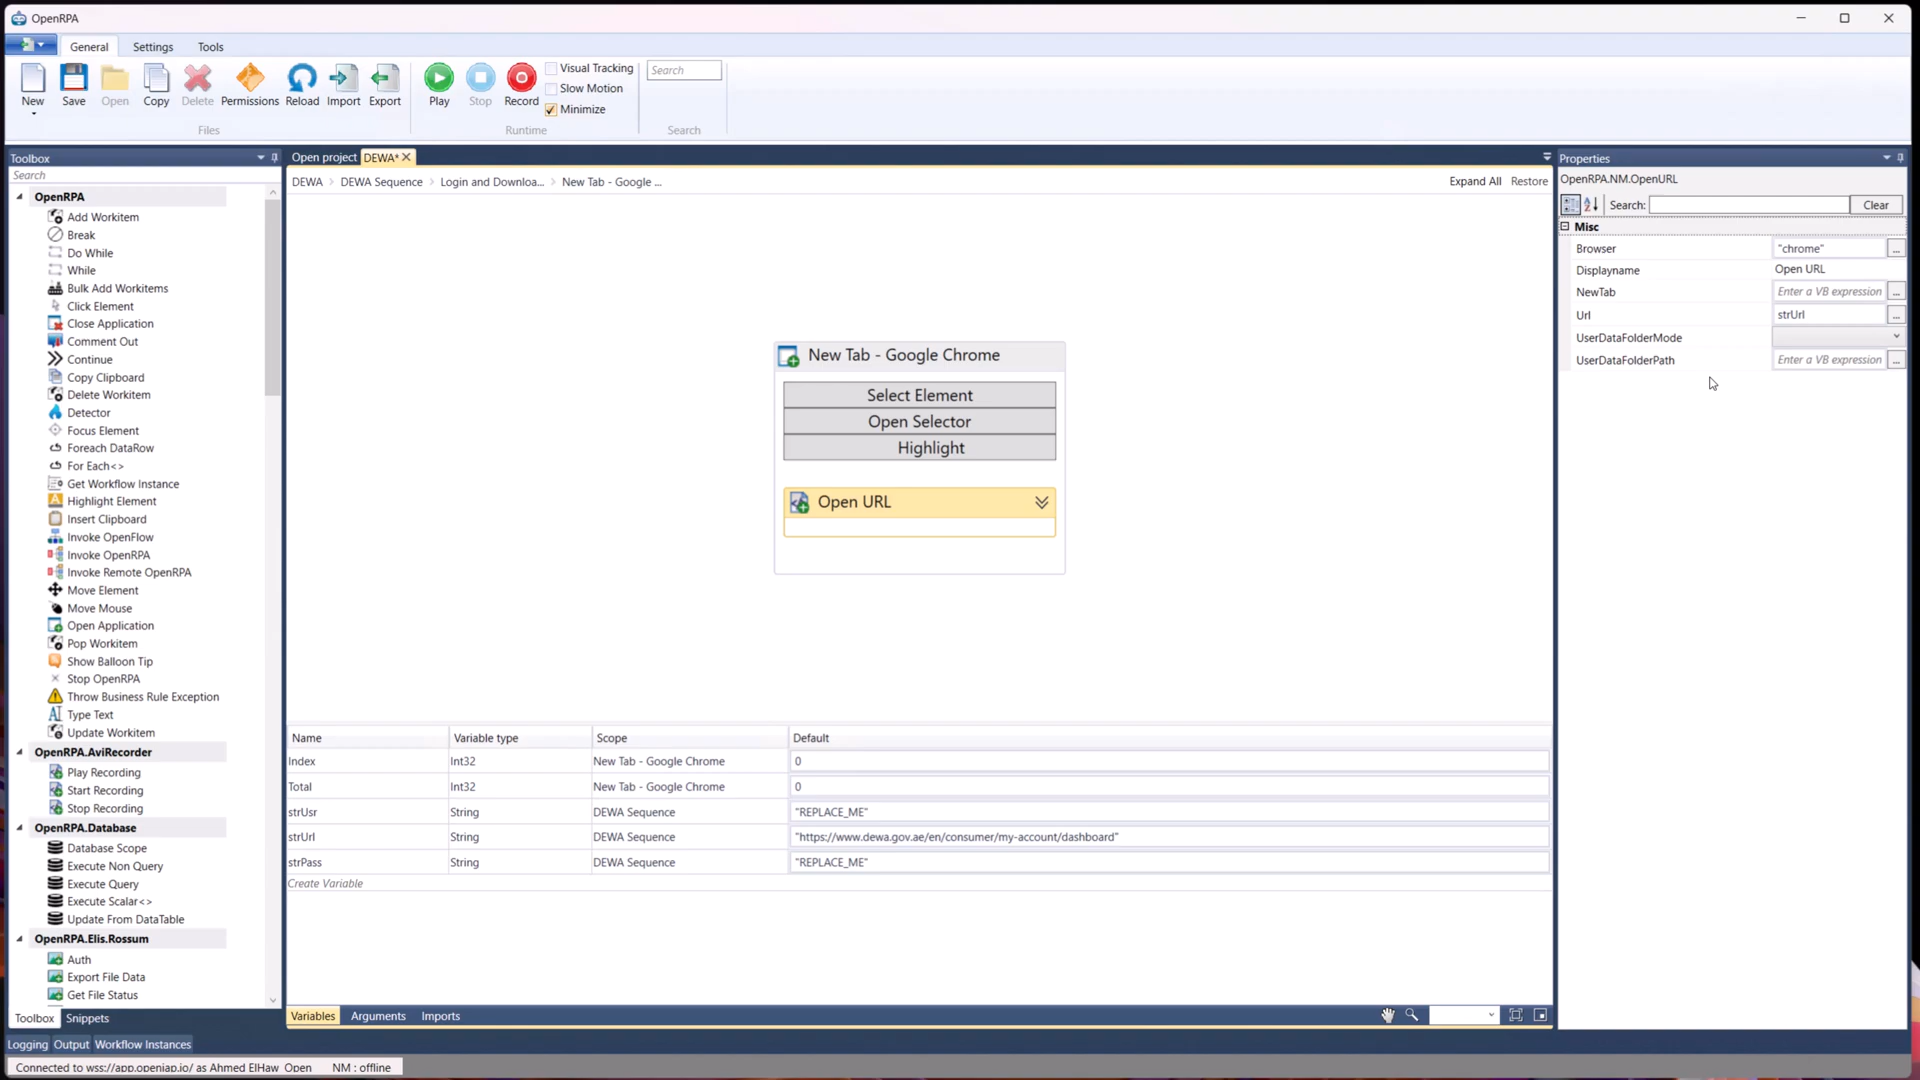 OpenRPA
General Settings Tools
New Save Open Copy Delete Permissions Reload Import Export
Files
Play Stop Record
Visual Tracking
Slow Motion
Minimize
Runtime
Search
Search
Toolbox
Search
OpenRPA
Add Workitem
Break
Do While
While
Bulk Add Workitems
Click Element
Close Application
Comment Out
Continue
Copy Clipboard
Delete Workitem
Detector
Focus Element
Foreach DataRow
For Each<>
Get Workflow Instance
Highlight Element
Insert Clipboard
Invoke OpenFlow
Invoke OpenRPA
Invoke Remote OpenRPA
Move Element
Move Mouse
Open Application
Pop Workitem
Show Balloon Tip
Stop OpenRPA
Throw Business Rule Exception
Type Text
Update Workitem
OpenRPA.AviRecorder
Play Recording
Start Recording
Stop Recording
OpenRPA.Database
Database Scope
Execute Non Query
Execute Query
Execute Scalar<>
Update From DataTable
OpenRPA.Elis.Rossum
Auth
Export File Data
Get File Status
Toolbox Snippets
Open project DEWA*
DEWA DEWA Sequence Login and Downloa... New Tab - Google ...
Expand All Restore
New Tab - Google Chrome
Select Element
Open Selector
Highlight
Open URL
Name Variable type Scope Default
Index Int32 New Tab - Google Chrome 0
Total Int32 New Tab - Google Chrome 0
strUsr String DEWA Sequence "REPLACE_ME"
strUrl String DEWA Sequence "https://www.dewa.gov.ae/en/consumer/my-account/dashboard"
strPass String DEWA Sequence "REPLACE_ME"
Create Variable
Variables Arguments Imports
Properties
OpenRPA.NM.OpenURL
Search: Clear
Misc
Browser "chrome" ...
Displayname Open URL
NewTab Enter a VB expression ...
Url strUrl ...
UserDataFolderMode
UserDataFolderPath Enter a VB expression ...
Logging Output Workflow Instances
Connected to wss://app.openiap.io/ as Ahmed ElHaw Open NM : offline